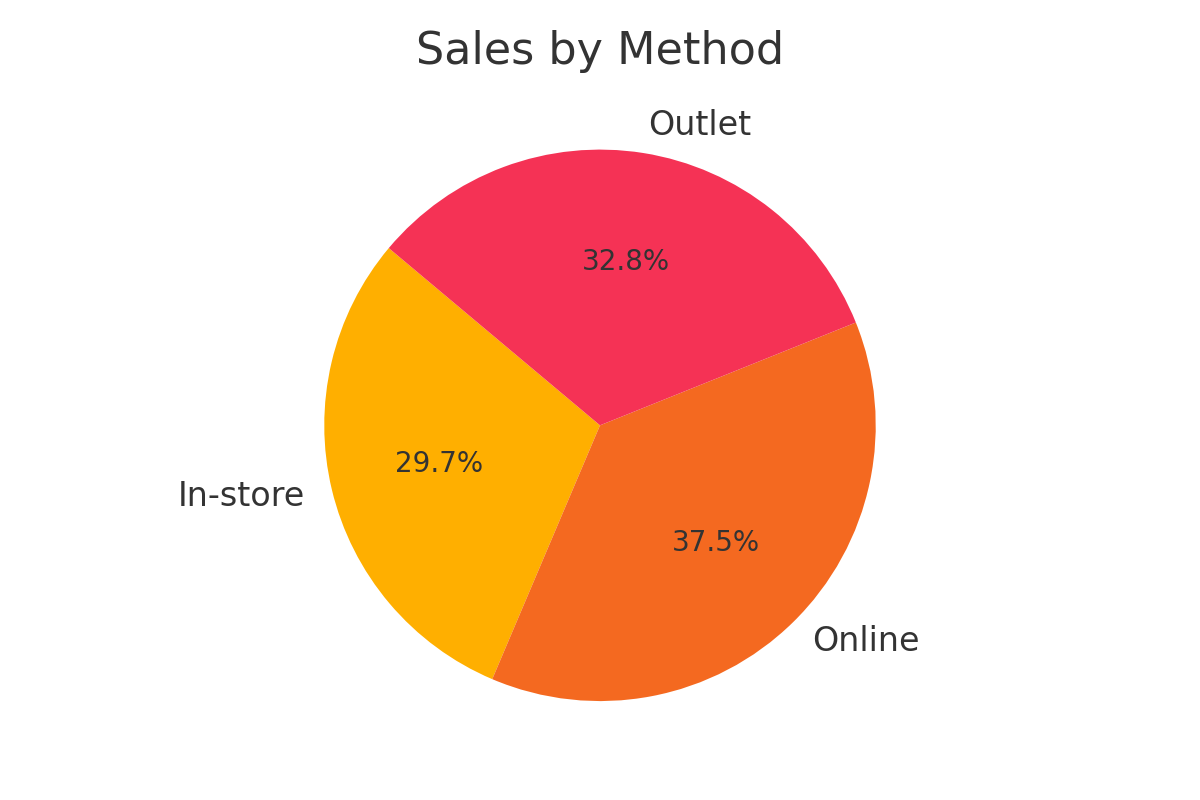 Sales by Method
Outlet
32.8%
29.7%
In-store
37.5%
Online